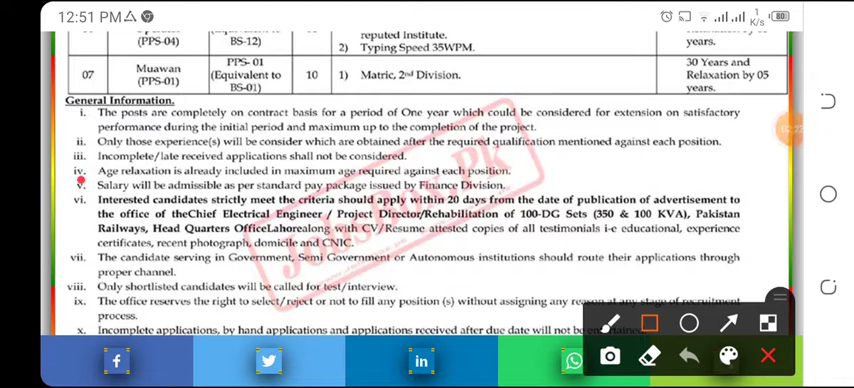 12:51 PM
1 K/s 80
reputed Institute.
(PPS-04) BS-12) 2) Typing Speed 35WPM. years.
07 Muawan (PPS-01) PPS- 01 (Equivalent to BS-01) 10 1) Matric, 2nd Division. 30 Years and Relaxation by 05 years.
General Information.
i. The posts are completely on contract basis for a period of One year which could be considered for extension on satisfactory
performance during the initial period and maximum up to the completion of the project.
ii. Only those experience(s) will be consider which are obtained after the required qualification mentioned against each position.
iii. Incomplete/late received applications shall not be considered.
iv. Age relaxation is already included in maximum age required against each position.
v. Salary will be admissible as per standard pay package issued by Finance Division.
vi. Interested candidates strictly meet the criteria should apply within 20 days from the date of publication of advertisement to
the office of theChief Electrical Engineer / Project Director/Rehabilitation of 100-DG Sets (350 & 100 KVA), Pakistan
Railways, Head Quarters OfficeLahorealong with CV/Resume attested copies of all testimonials i-e educational, experience
certificates, recent photograph, domicile and CNIC.
vii. The candidate serving in Government, Semi Government or Autonomous institutions should route their applications through
proper channel.
viii. Only shortlisted candidates will be called for test/interview.
ix. The office reserves the right to select/reject or not to fill any position (s) without assigning any reason at any stage of recruitment
process.
x. Incomplete applications, by hand applications and applications received after due date will not be
JobsBox.Pk
02:22